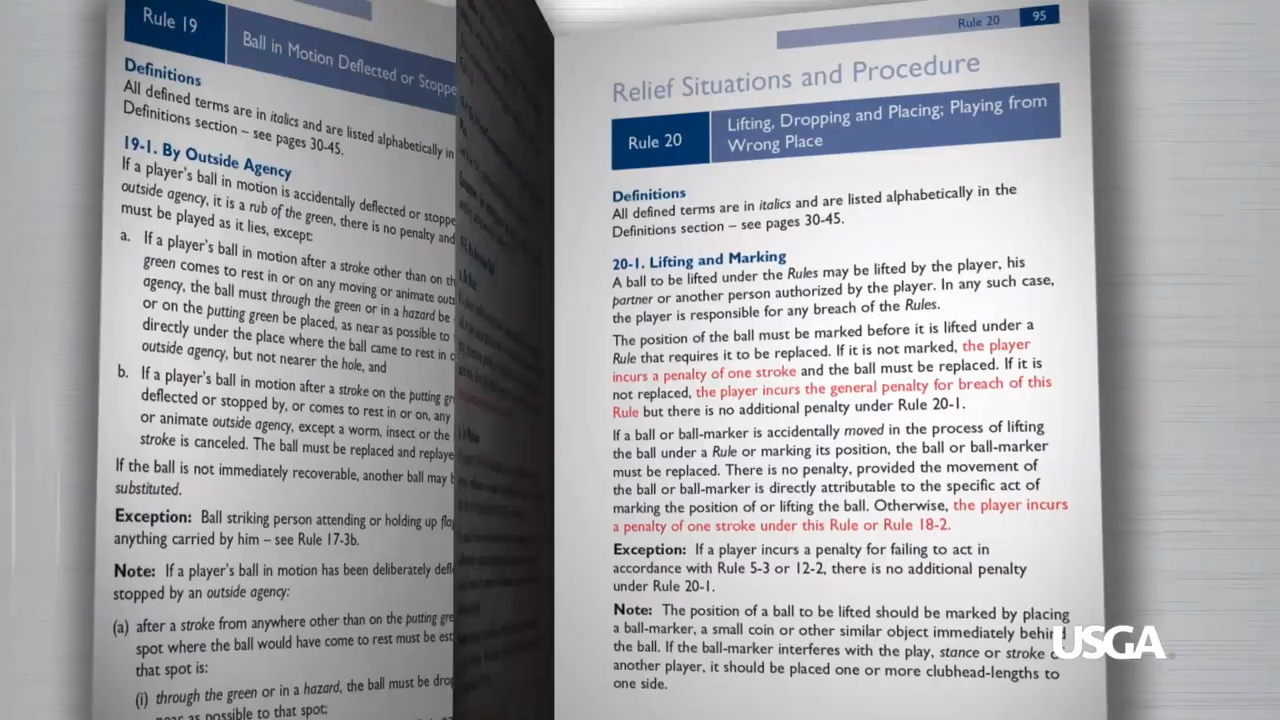 Rule 19
Ball in Motion Deflected or Stoppe
Definitions
All defined terms are in italics and are listed alphabetically in
Definitions section – see pages 30-45.
19-1. By Outside Agency
If a player's ball in motion is accidentally deflected or stoppe
outside agency, it is a rub of the green, there is no penalty and
must be played as it lies, except:
a. If a player's ball in motion after a stroke other than on th
green comes to rest in or on any moving or animate outs
agency, the ball must through the green or in a hazard be
or on the putting green be placed, as near as possible to
directly under the place where the ball came to rest in o
outside agency, but not nearer the hole, and
b. If a player's ball in motion after a stroke on the putting gr
deflected or stopped by, or comes to rest in or on, any
or animate outside agency, except a worm, insect or the
stroke is canceled. The ball must be replaced and replaye
If the ball is not immediately recoverable, another ball may b
substituted.
Exception: Ball striking person attending or holding up flag
anything carried by him – see Rule 17-3b.
Note: If a player's ball in motion has been deliberately defl
stopped by an outside agency:
(a) after a stroke from anywhere other than on the putting gre
spot where the ball would have come to rest must be est
that spot is:
(i) through the green or in a hazard, the ball must be drop
near as possible to that spot;
Rule 20 95
Relief Situations and Procedure
Rule 20
Lifting, Dropping and Placing; Playing from
Wrong Place
Definitions
All defined terms are in italics and are listed alphabetically in the
Definitions section – see pages 30-45.
20-1. Lifting and Marking
A ball to be lifted under the Rules may be lifted by the player, his
partner or another person authorized by the player. In any such case,
the player is responsible for any breach of the Rules.
The position of the ball must be marked before it is lifted under a
Rule that requires it to be replaced. If it is not marked, the player
incurs a penalty of one stroke and the ball must be replaced. If it is
not replaced, the player incurs the general penalty for breach of this
Rule but there is no additional penalty under Rule 20-1.
If a ball or ball-marker is accidentally moved in the process of lifting
the ball under a Rule or marking its position, the ball or ball-marker
must be replaced. There is no penalty, provided the movement of
the ball or ball-marker is directly attributable to the specific act of
marking the position of or lifting the ball. Otherwise, the player incurs
a penalty of one stroke under this Rule or Rule 18-2.
Exception: If a player incurs a penalty for failing to act in
accordance with Rule 5-3 or 12-2, there is no additional penalty
under Rule 20-1.
Note: The position of a ball to be lifted should be marked by placing
a ball-marker, a small coin or other similar object immediately behind
the ball. If the ball-marker interferes with the play, stance or stroke
another player, it should be placed one or more clubhead-lengths to
one side.
USGA